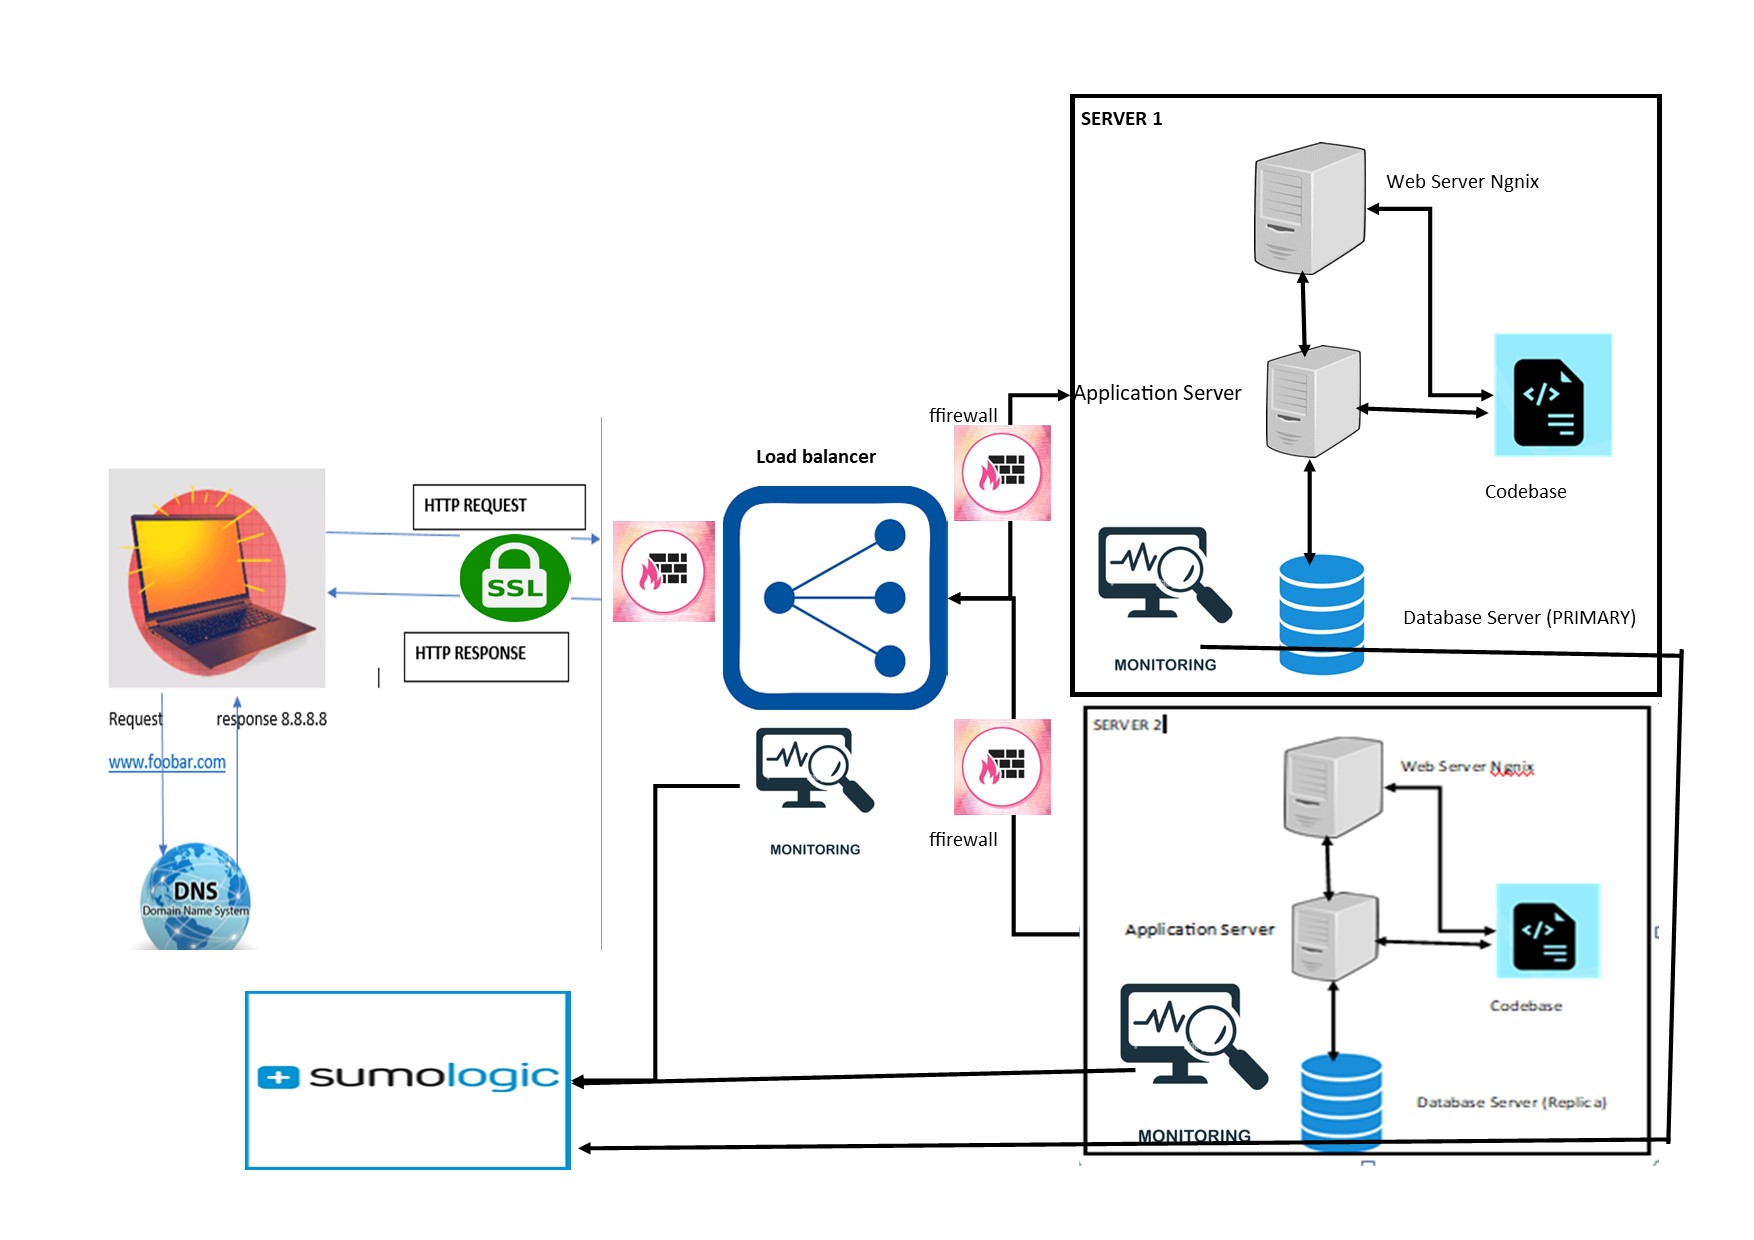 SERVER 1
Web Server Ngnix
Application Server
Codebase
Database Server (PRIMARY)
MONITORING
ffirewall
Load balancer
HTTP REQUEST
SSL
HTTP RESPONSE
Request
response 8.8.8.8
www.foobar.com
DNS
Domain Name System
MONITORING
ffirewall
SERVER 2
Web Server Ngnix
Application Server
Codebase
Database Server (Replica)
MONITORING
sumologic